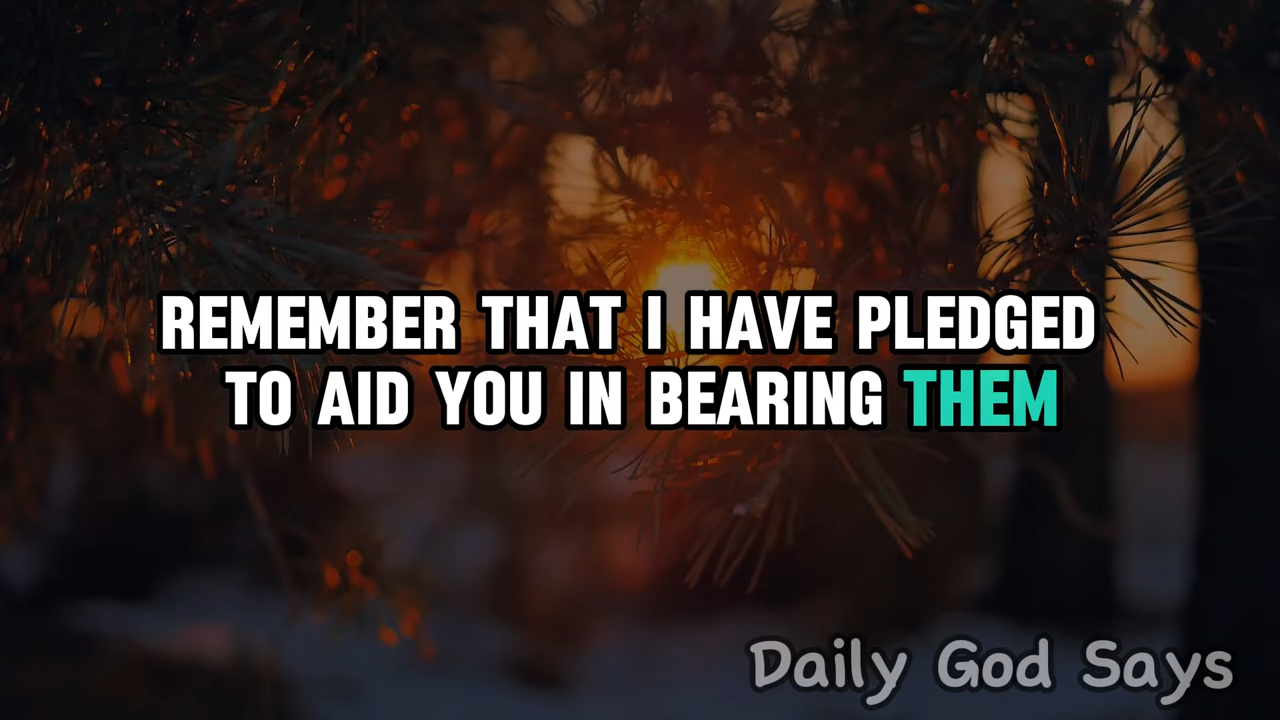 REMEMBER THAT I HAVE PLEDGED
TO AID YOU IN BEARING THEM
Daily God Says